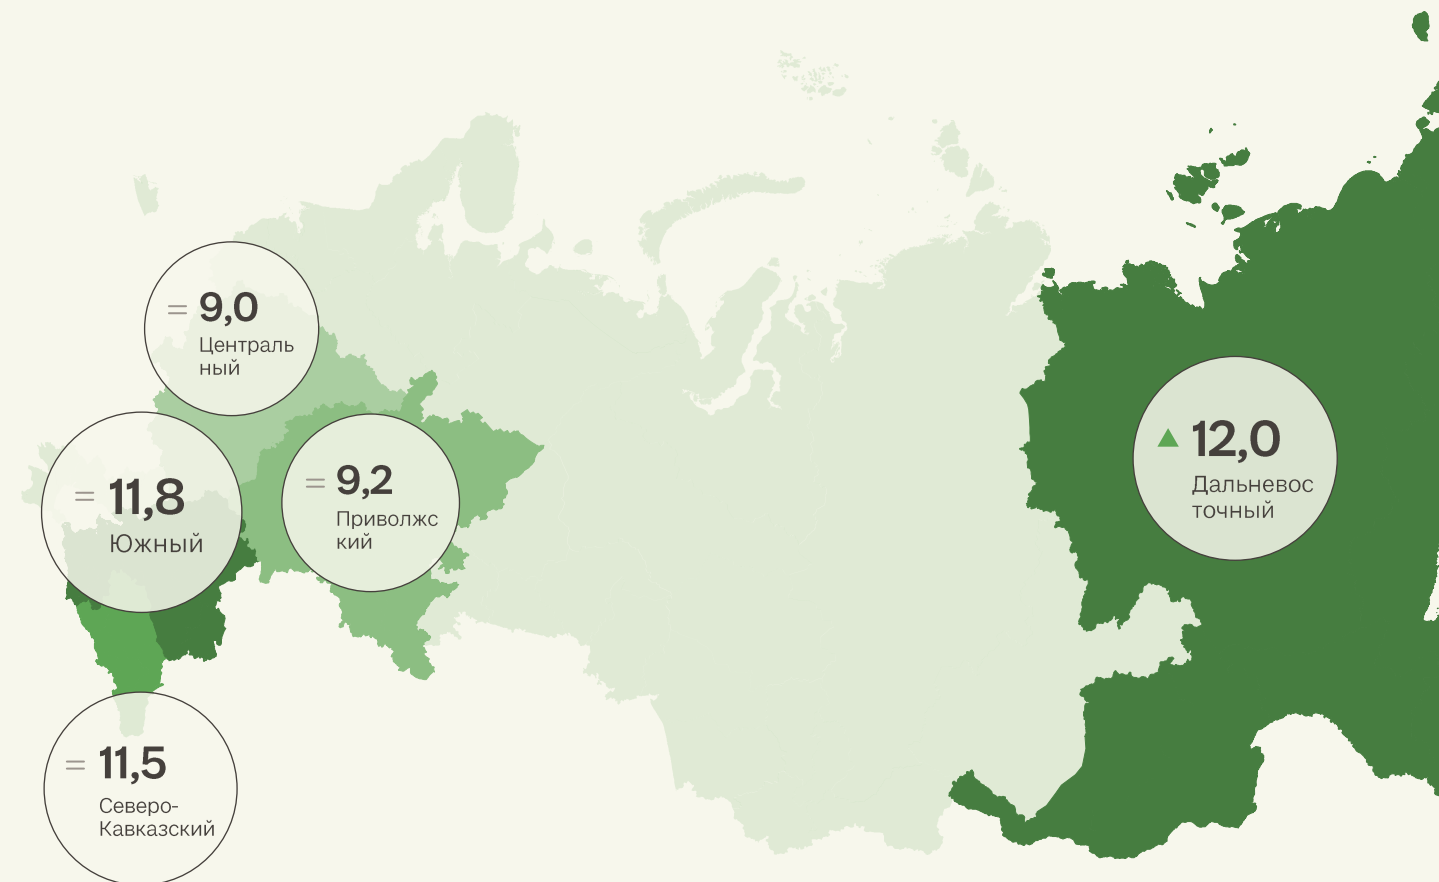 = 9,0
Централь
ный
= 11,8
Южный
= 9,2
Приволжс
кий
▲ 12,0
Дальневос
точный
= 11,5
Северо-
Кавказский